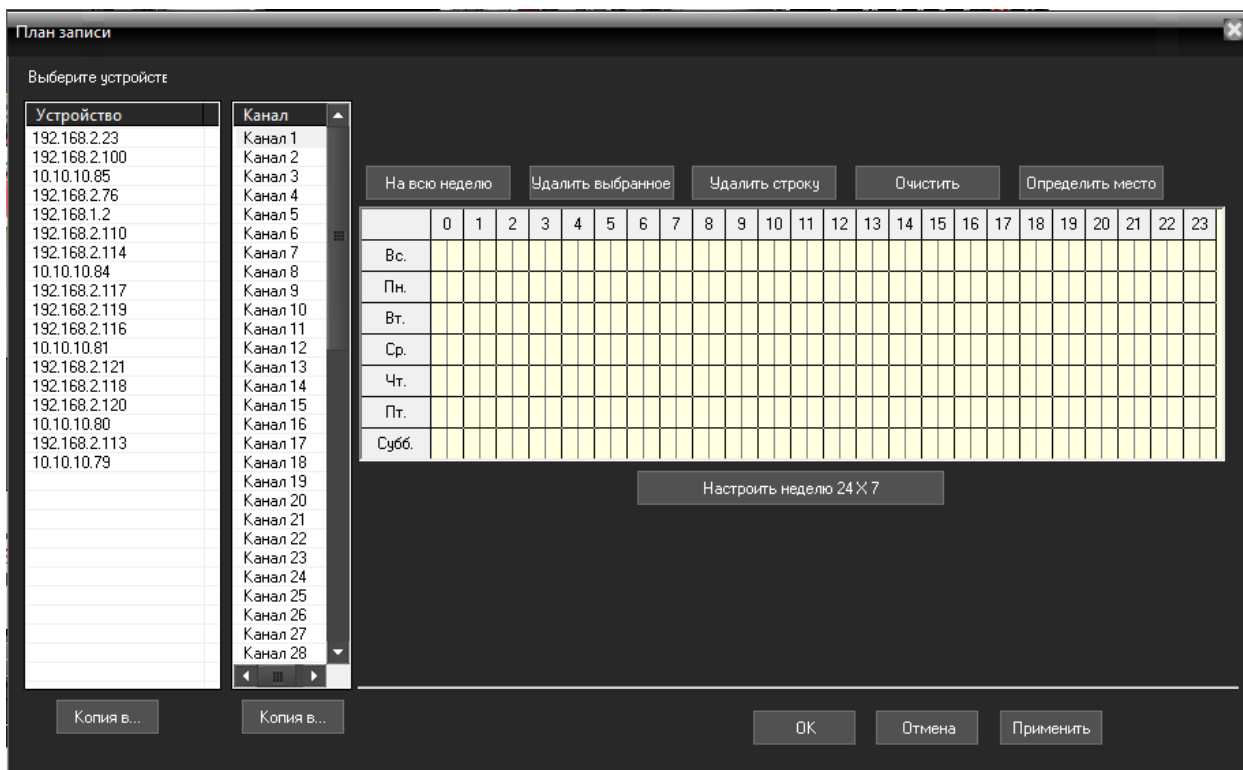 План записи
Выберите устройстє
Устройство
192.168.2.23
192.168.2.100
10.10.10.85
192.168.2.76
192.168.1.2
192.168.2.110
192.168.2.114
10.10.10.84
192.168.2.117
192.168.2.119
192.168.2.116
10.10.10.81
192.168.2.121
192.168.2.118
192.168.2.120
10.10.10.80
192.168.2.113
10.10.10.79
Копия в...
Канал
Канал 1
Канал 2
Канал 3
Канал 4
Канал 5
Канал 6
Канал 7
Канал 8
Канал 9
Канал 10
Канал 11
Канал 12
Канал 13
Канал 14
Канал 15
Канал 16
Канал 17
Канал 18
Канал 19
Канал 20
Канал 21
Канал 22
Канал 23
Канал 24
Канал 25
Канал 26
Канал 27
Канал 28
Копия в...
На всю неделю Удалить выбранное Удалить строку Очистить Определить место
0 1 2 3 4 5 6 7 8 9 10 11 12 13 14 15 16 17 18 19 20 21 22 23
Вс.
Пн.
Вт.
Ср.
Чт.
Пт.
Субб.
Настроить неделю 24 X 7
OK Отмена Применить